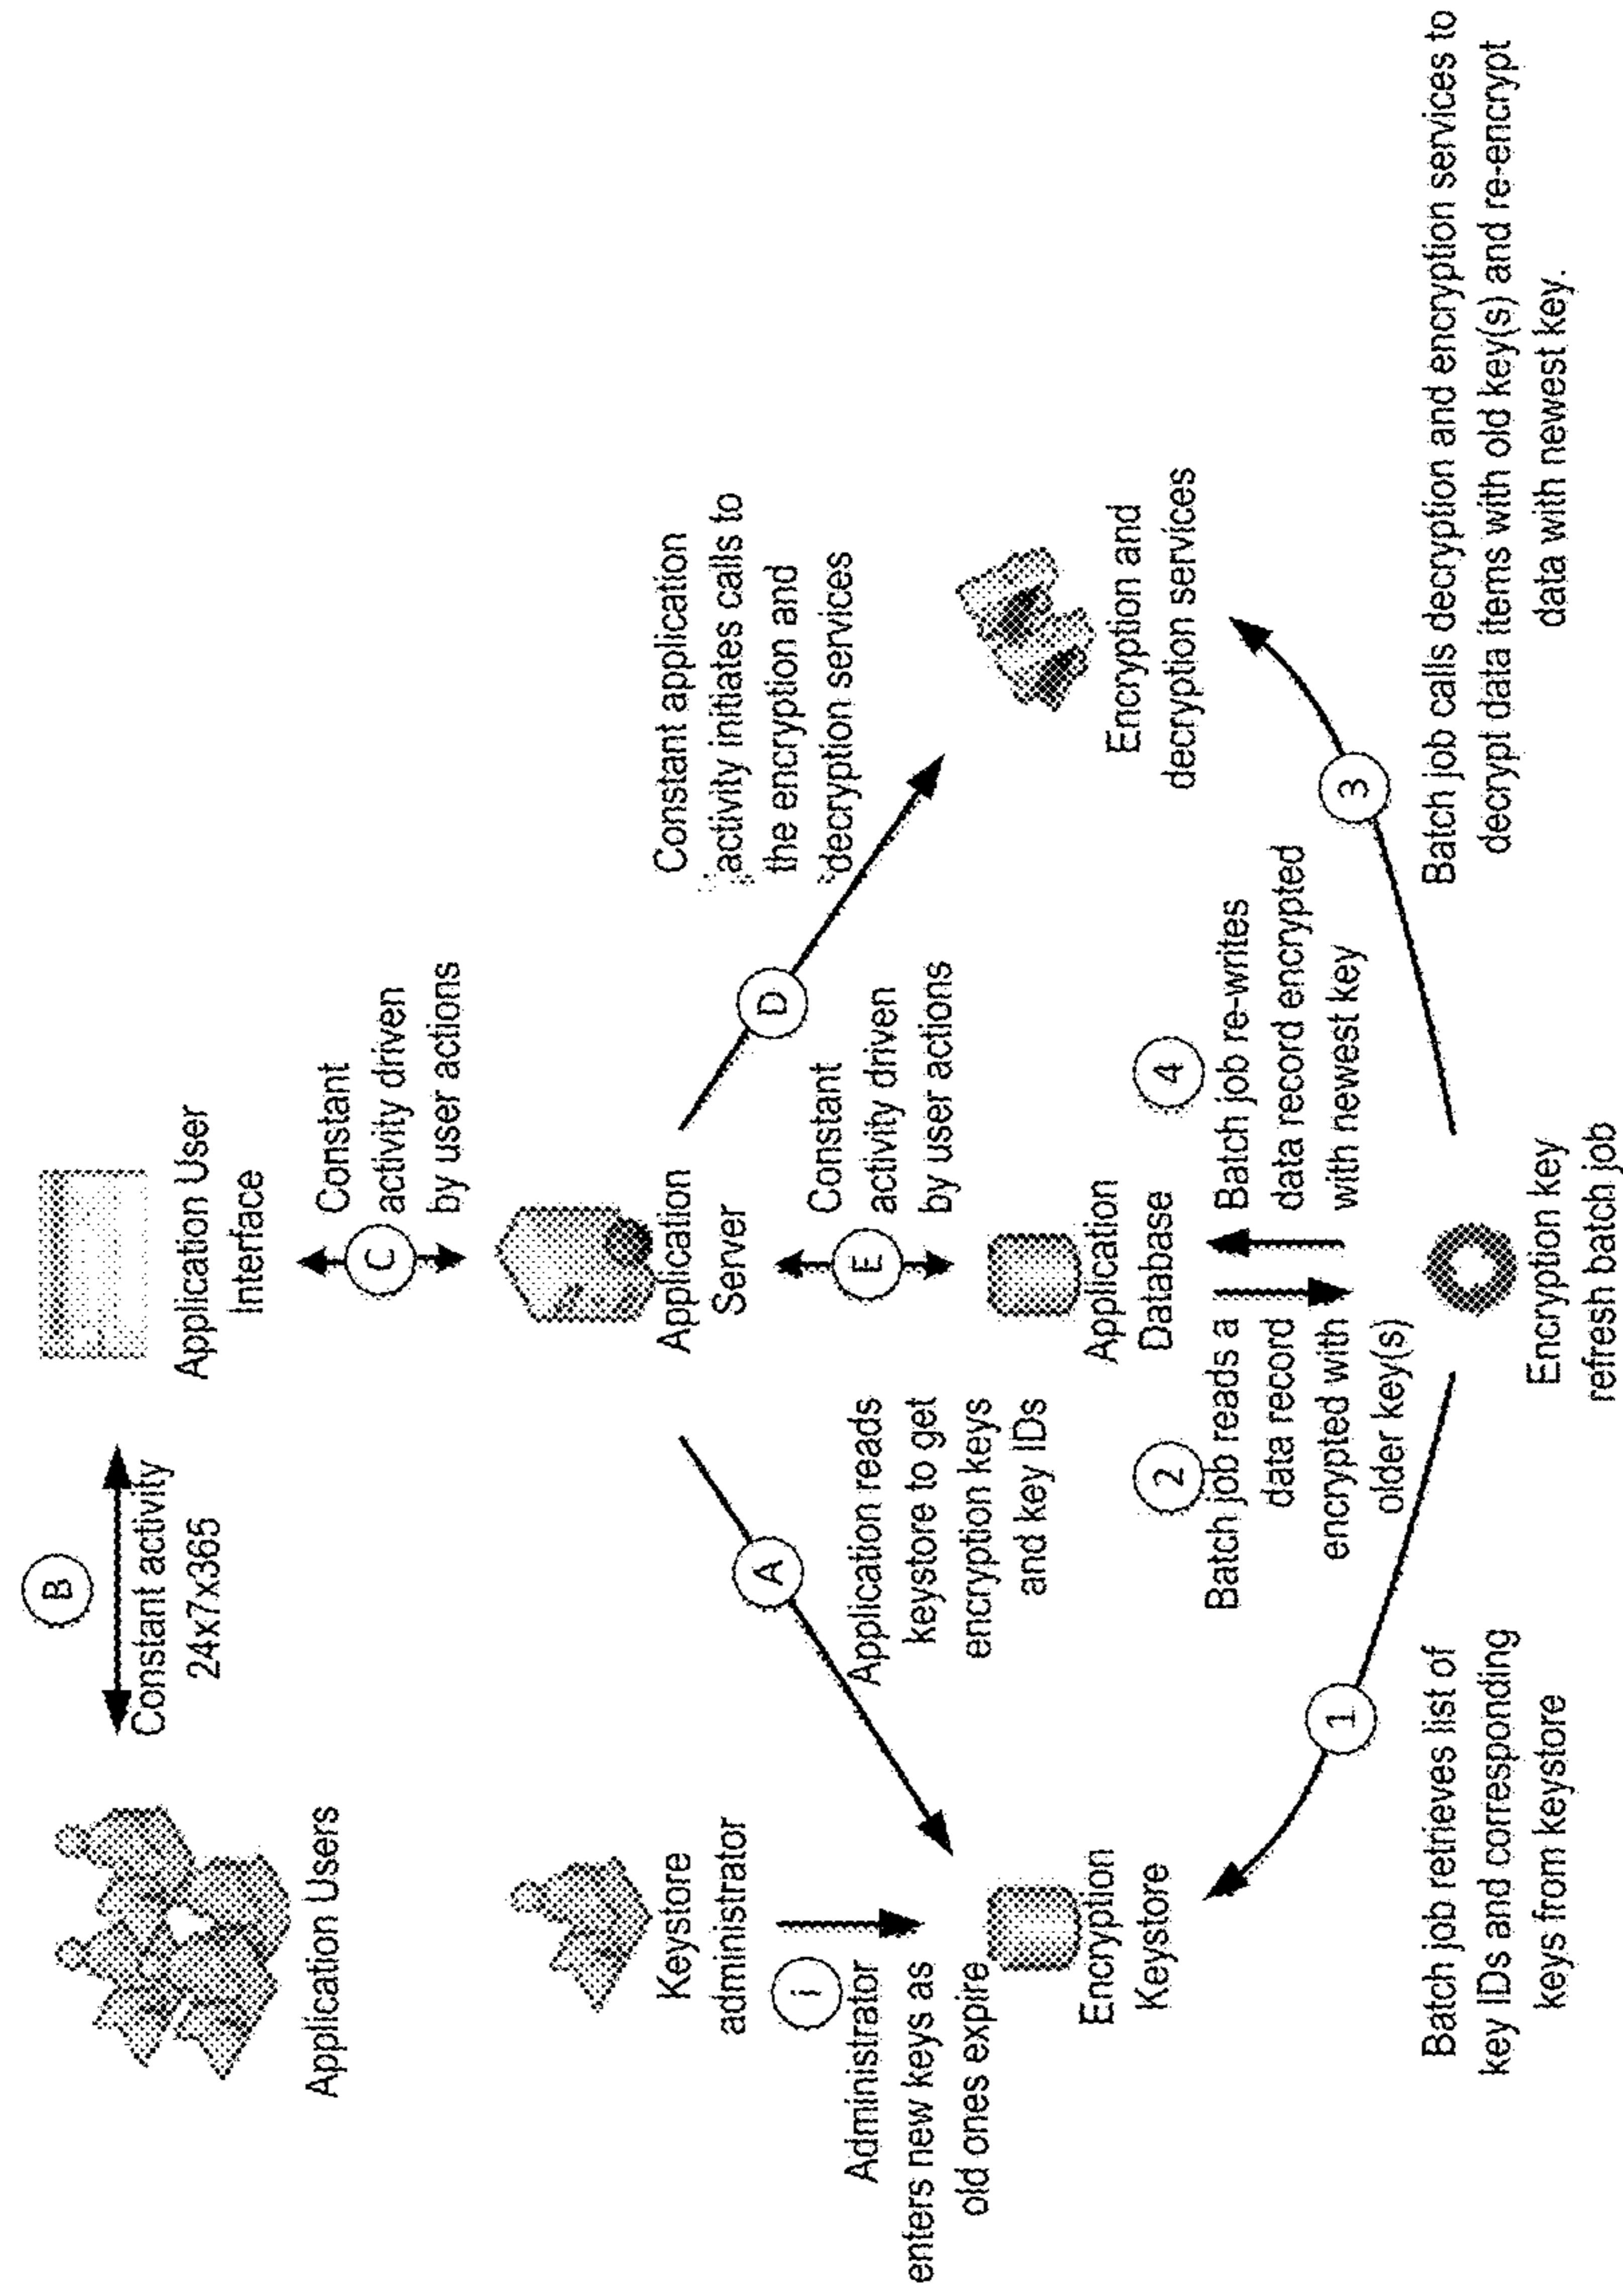 B
Constant activity
24x7x365
Application Users
Application User
Interface
C
Constant
activity driven
by user actions
Keystore
administrator
i
Administrator
enters new keys as
old ones expire
Encryption
Keystore
A
Application reads
keystore to get
encryption keys
and key IDs
Application
Server
E
Constant
activity driven
by user actions
Application
Database
D
Constant application
activity initiates calls to
the encryption and
decryption services
Encryption and
decryption services
1
Batch job retrieves list of
key IDs and corresponding
keys from keystore
2
Batch job reads a
data record
encrypted with
older key(s)
4
Batch job re-writes
data record encrypted
with newest key
Encryption key
refresh batch job
3
Batch job calls decryption and encryption services to
decrypt data items with old key(s) and re-encrypt
data with newest key.